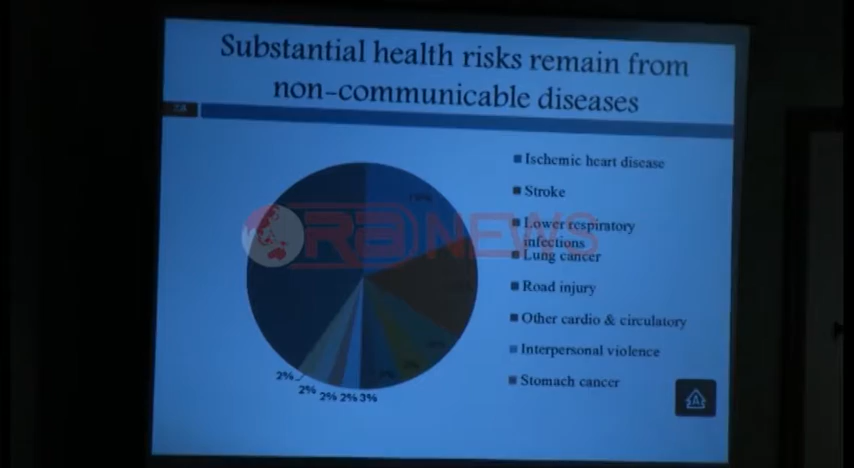 Substantial health risks remain from
non-communicable diseases
RBNEWS
Ischemic heart disease
Stroke
Lower respiratory
infections
Lung cancer
Road injury
Other cardio & circulatory
Interpersonal violence
Stomach cancer
2%
2%
2% 2% 3%
A